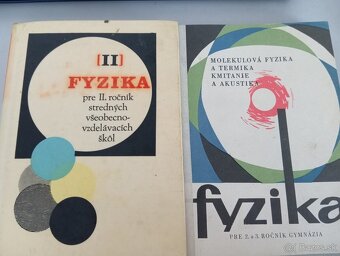 [II]
FYZIKA
pre II. ročník
stredných
všeobecno-
vzdelávacích
škôl
MOLEKULOVÁ FYZIKA
A TERMIKA
KMITANIE
A AKUSTIKA
fyzika
PRE 2. a 3. ROČNÍK GYMNÁZIA